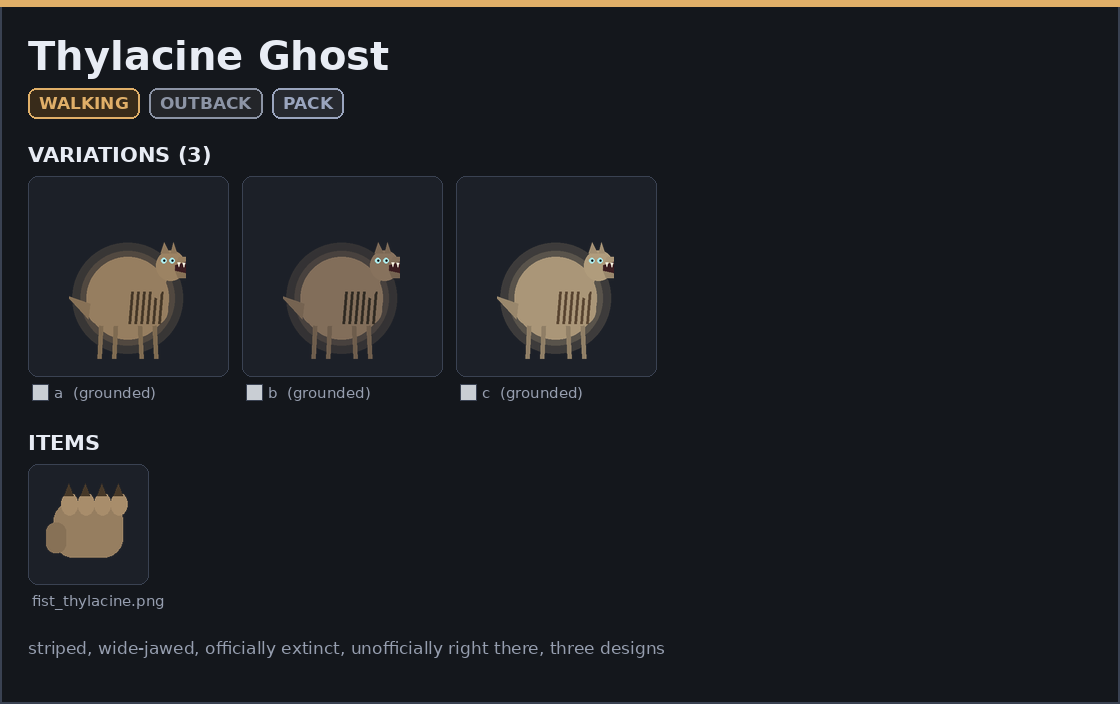 Thylacine Ghost
WALKING OUTBACK PACK
VARIATIONS (3)
a (grounded) b (grounded) c (grounded)
ITEMS
fist_thylacine.png
striped, wide-jawed, officially extinct, unofficially right there, three designs